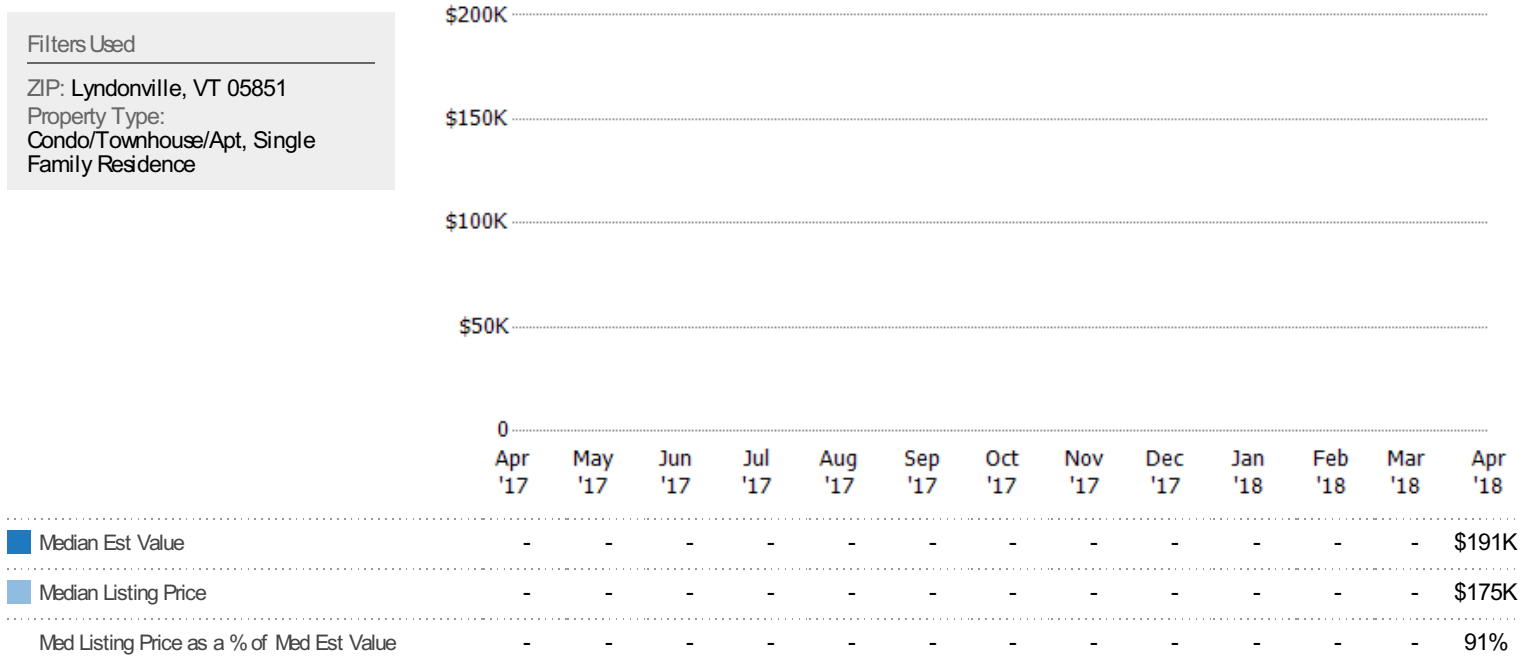 Filters Used
ZIP: Lyndonville, VT 05851
Property Type:
Condo/Townhouse/Apt, Single
Family Residence
$200K
$150K
$100K
$50K
0
Apr May Jun Jul Aug Sep Oct Nov Dec Jan Feb Mar Apr
'17 '17 '17 '17 '17 '17 '17 '17 '17 '18 '18 '18 '18
Median Est Value - - - - - - - - - - - - $191K
Median Listing Price - - - - - - - - - - - - $175K
Med Listing Price as a % of Med Est Value - - - - - - - - - - - - 91%